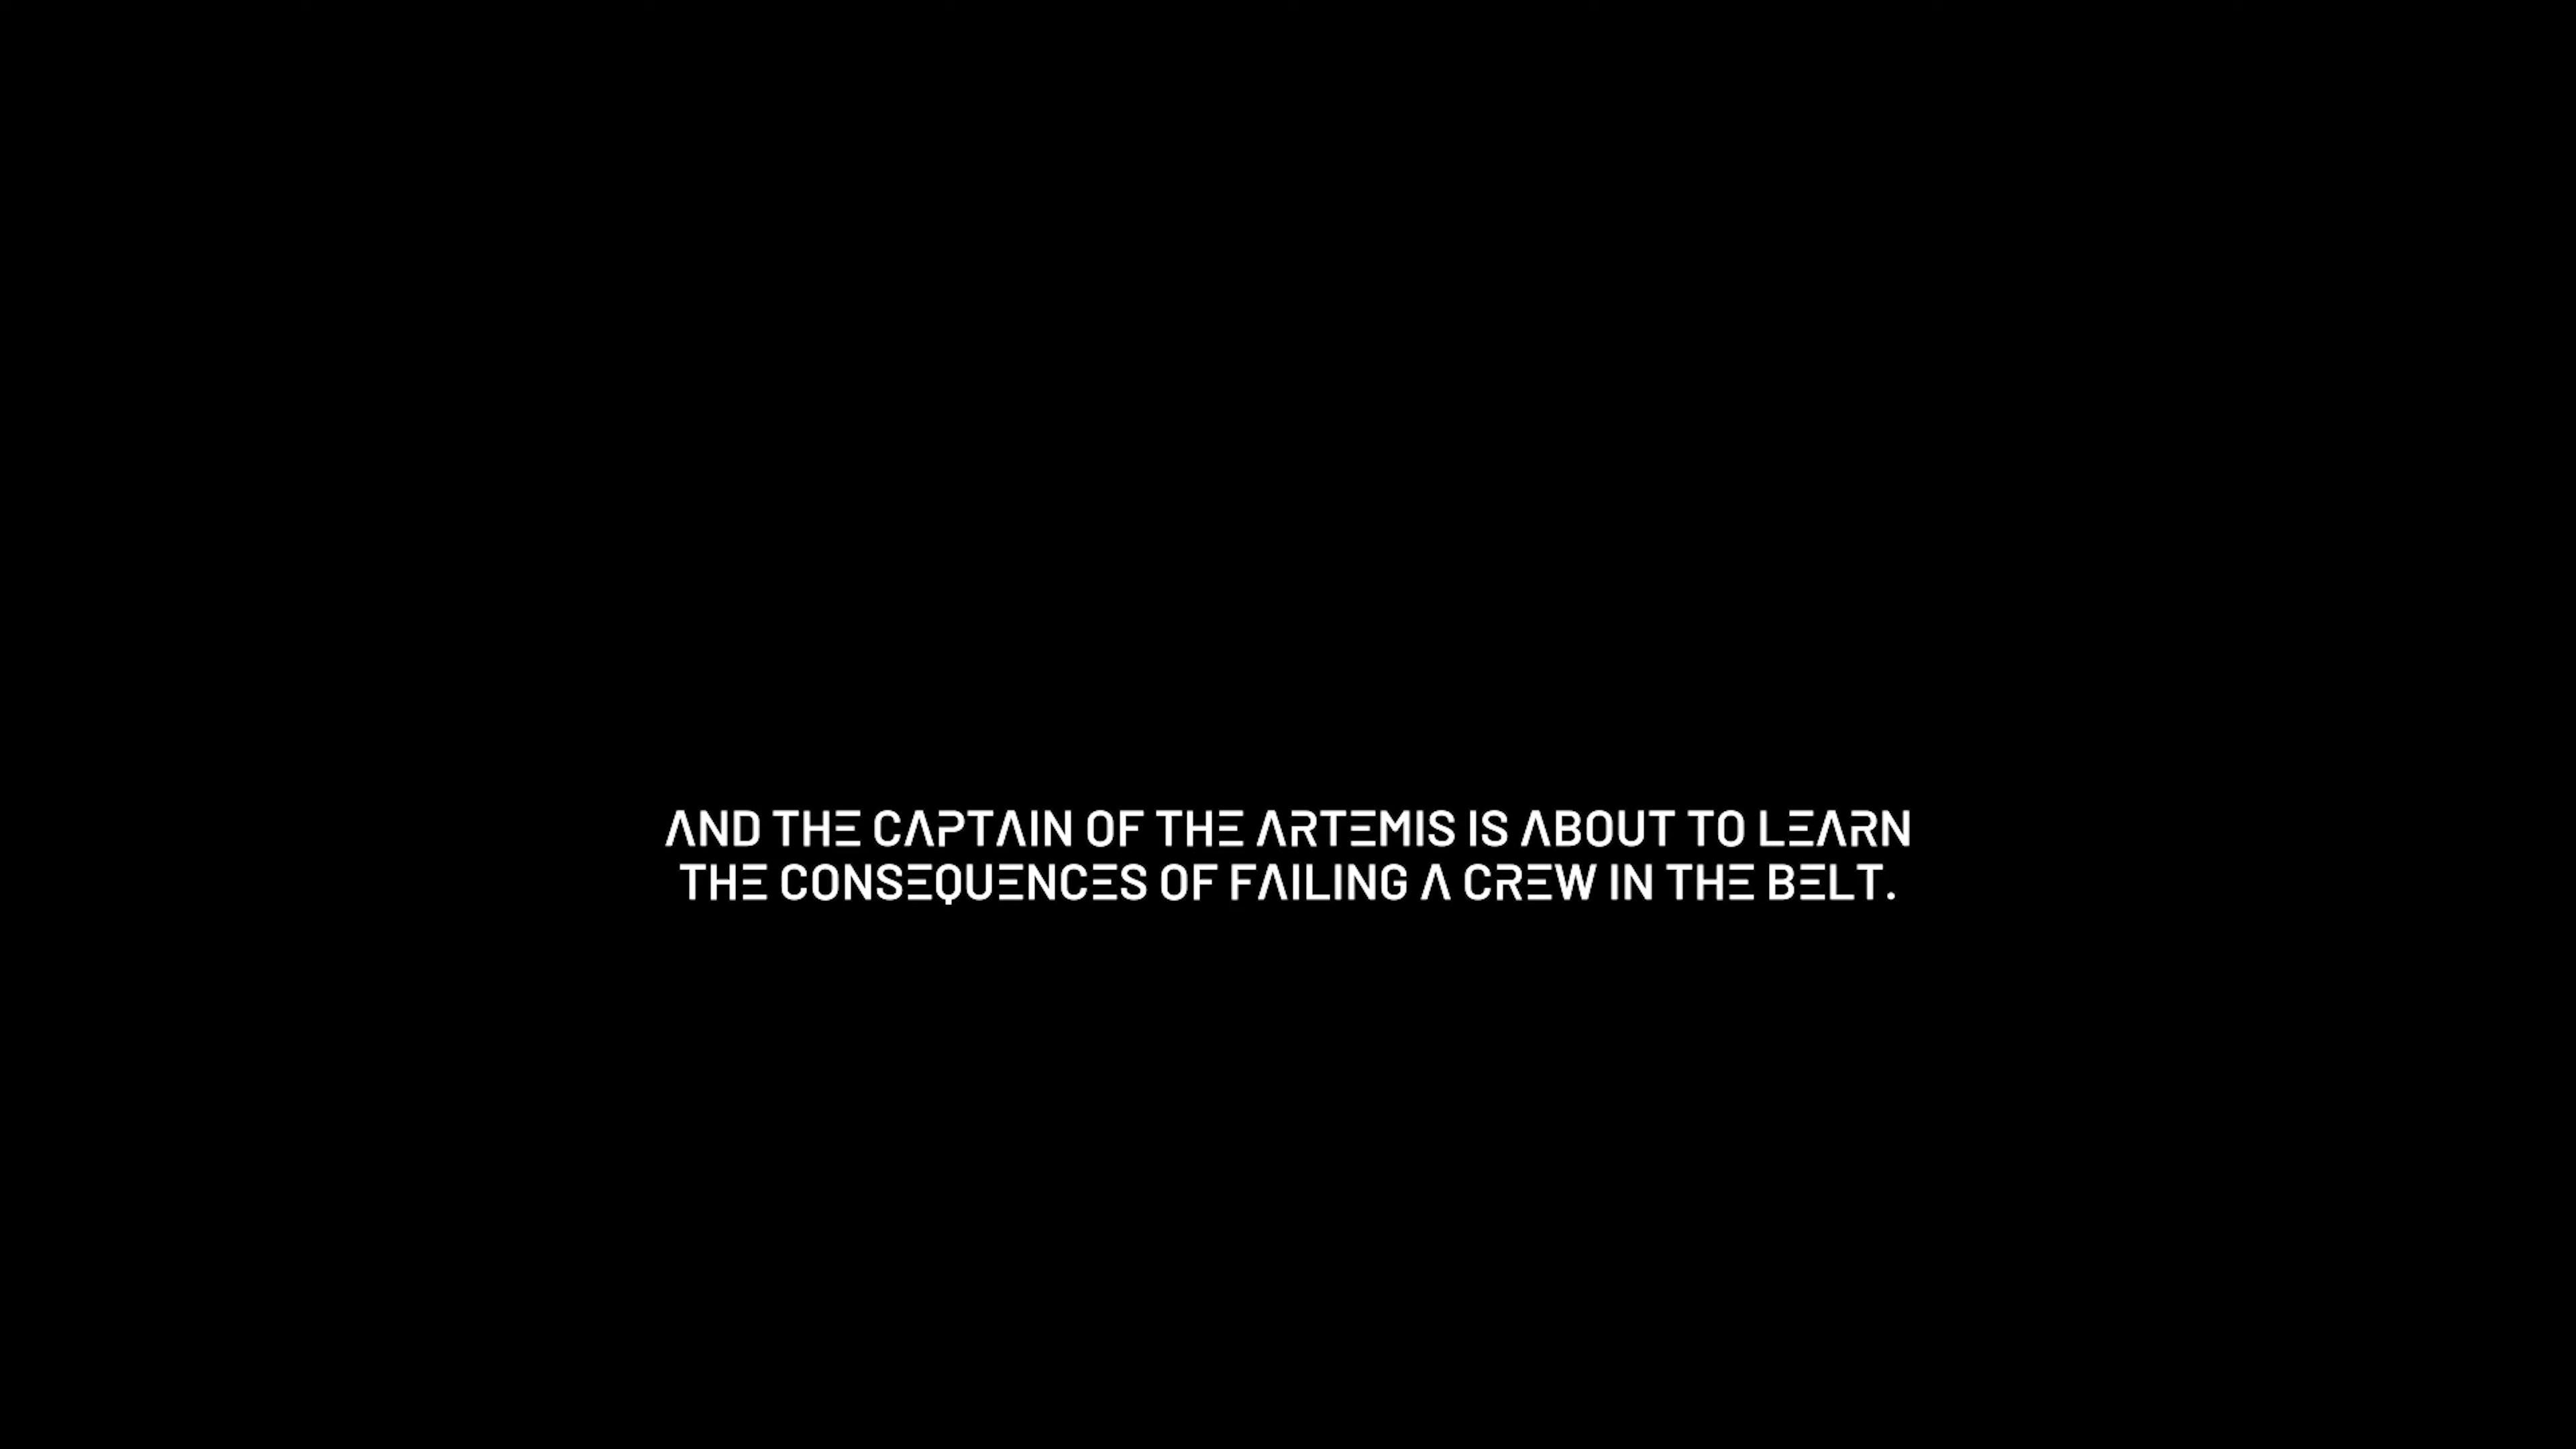 AND THE CAPTAIN OF THE ARTEMIS IS ABOUT TO LEARN
THE CONSEQUENCES OF FAILING A CREW IN THE BELT.